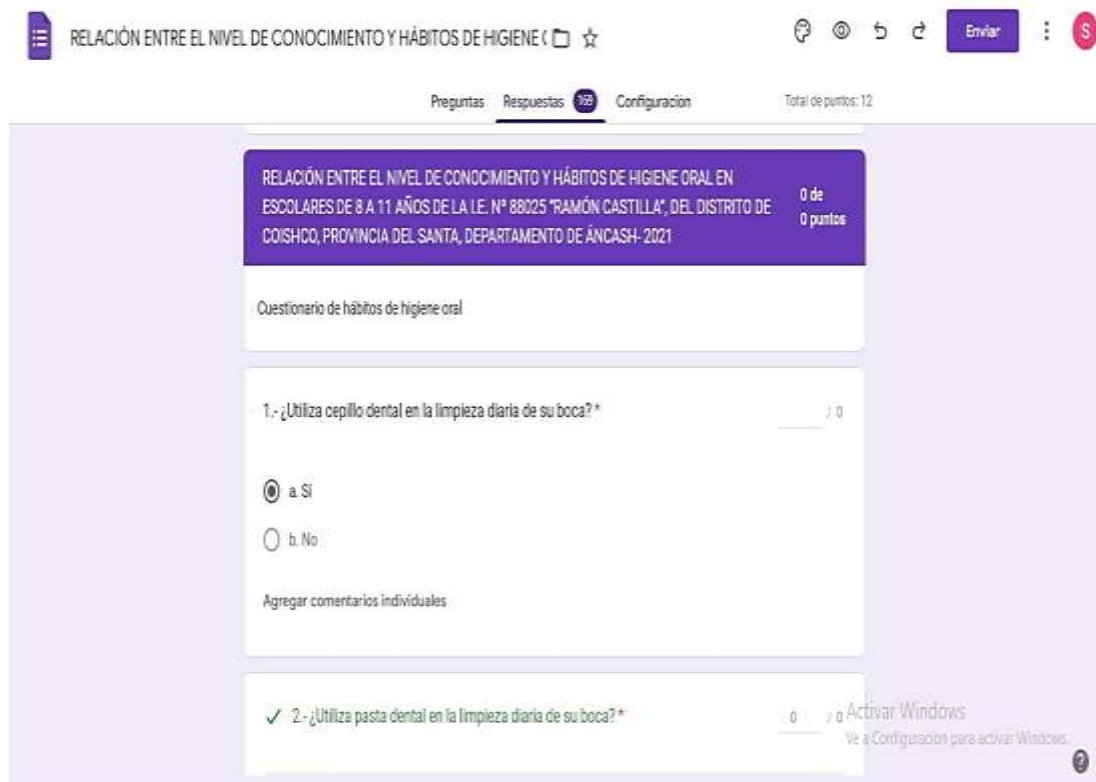 RELACIÓN ENTRE EL NIVEL DE CONOCIMIENTO Y HÁBITOS DE HIGIENE
Enviar
S
Preguntas Respuestas 169 Configuración Total de puntos: 12
RELACIÓN ENTRE EL NIVEL DE CONOCIMIENTO Y HÁBITOS DE HIGIENE ORAL EN
ESCOLARES DE 8 A 11 AÑOS DE LA I.E. Nº 88025 "RAMÓN CASTILLA", DEL DISTRITO DE
COISHCO, PROVINCIA DEL SANTA, DEPARTAMENTO DE ÁNCASH- 2021
0 de
0 puntos
Cuestionario de hábitos de higiene oral
1.- ¿Utiliza cepillo dental en la limpieza diaria de su boca? * / 0
a. Sí
b. No
Agregar comentarios individuales
2.- ¿Utiliza pasta dental en la limpieza diaria de su boca? * 0 / 0
Activar Windows
Ve a Configuración para activar Windows.